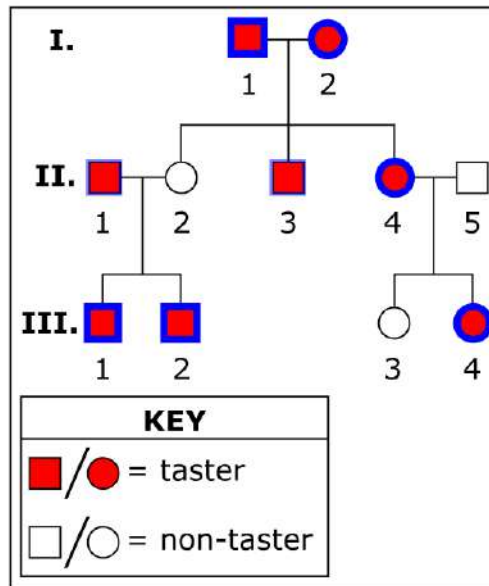 I.
1 2
II.
1 2 3 4 5
III.
1 2 3 4
KEY
/ = taster
/ = non-taster